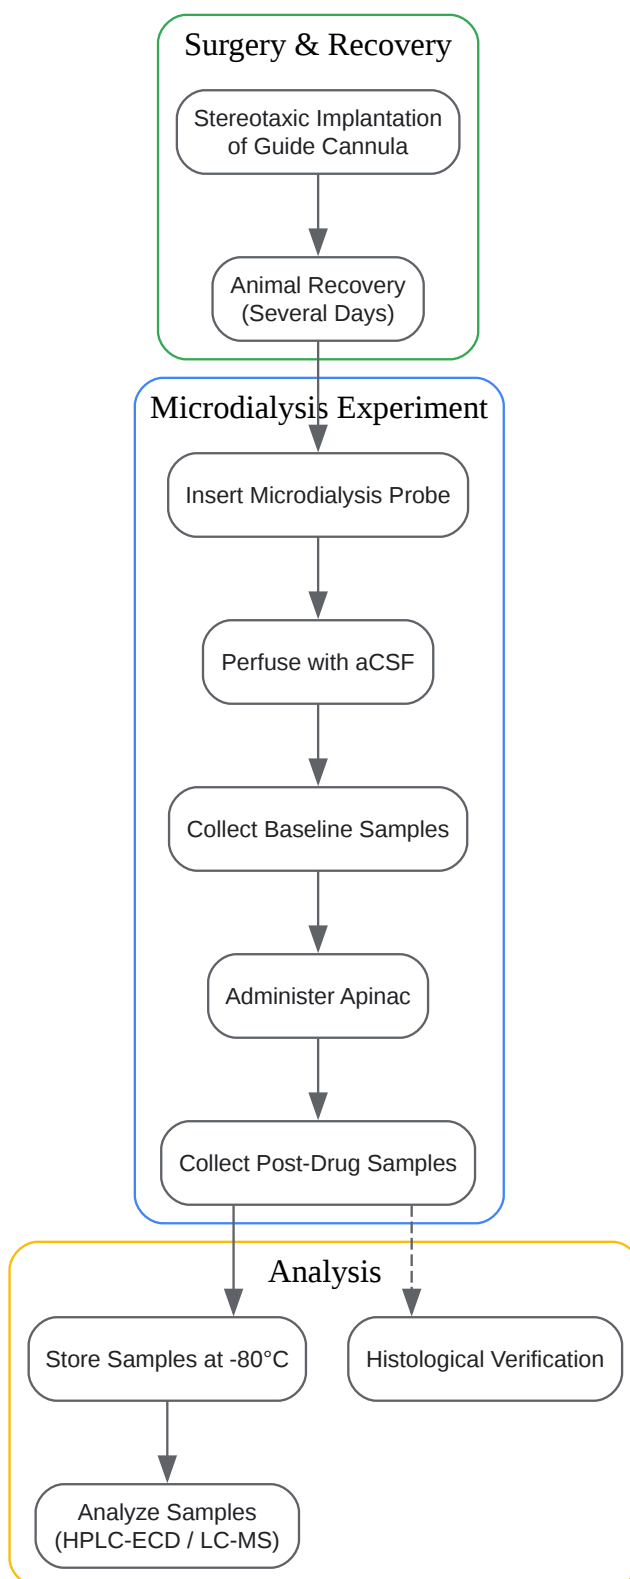 Surgery & Recovery
Stereotaxic Implantation
of Guide Cannula
Animal Recovery
(Several Days)
Microdialysis Experiment
Insert Microdialysis Probe
Perfuse with aCSF
Collect Baseline Samples
Administer Apinac
Collect Post-Drug Samples
Analysis
Store Samples at -80°C
Histological Verification
Analyze Samples
(HPLC-ECD / LC-MS)